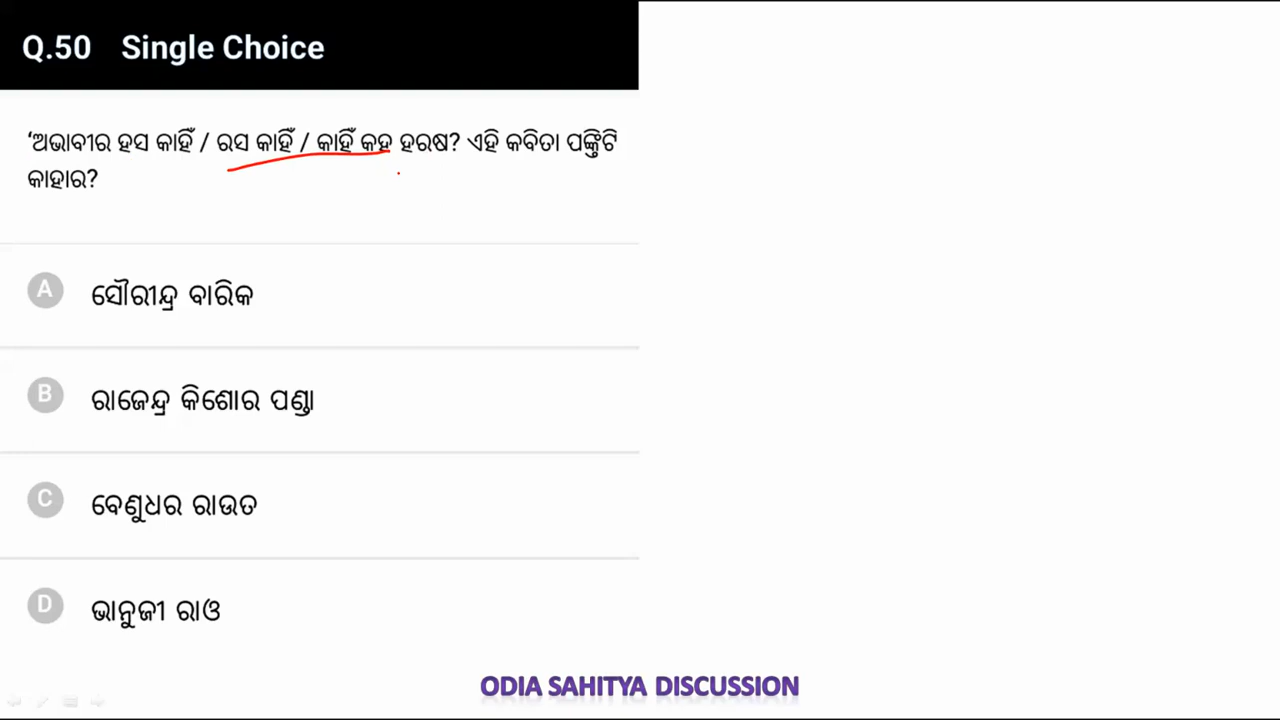 Q.50 Single Choice
‘ଅଭାବୀର ହସ କାହିଁ / ରସ କାହିଁ / କାହିଁ କହ ହରଷ? ଏହି କବିତା ପଙ୍କ୍ତିଟି
କାହାର?
A ସୌରୀନ୍ଦ୍ର ବାରିକ
B ରାଜେନ୍ଦ୍ର କିଶୋର ପଣ୍ଡା
C ବେଣୁଧର ରାଉତ
D ଭାନୁଜୀ ରାଓ
ODIA SAHITYA DISCUSSION